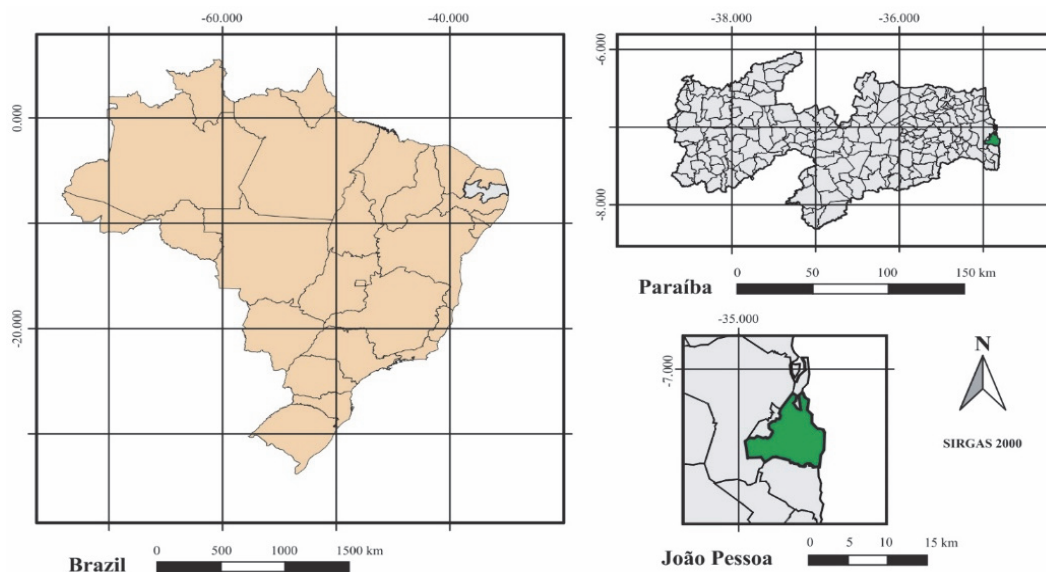 -60.000 -40.000
0.000
-20.000
Brazil
0 500 1000 1500 km
-38.000 -36.000
-6.000
-8.000
Paraíba
0 50 100 150 km
-35.000
-7.000
João Pessoa
0 5 10 15 km
N
SIRGAS 2000